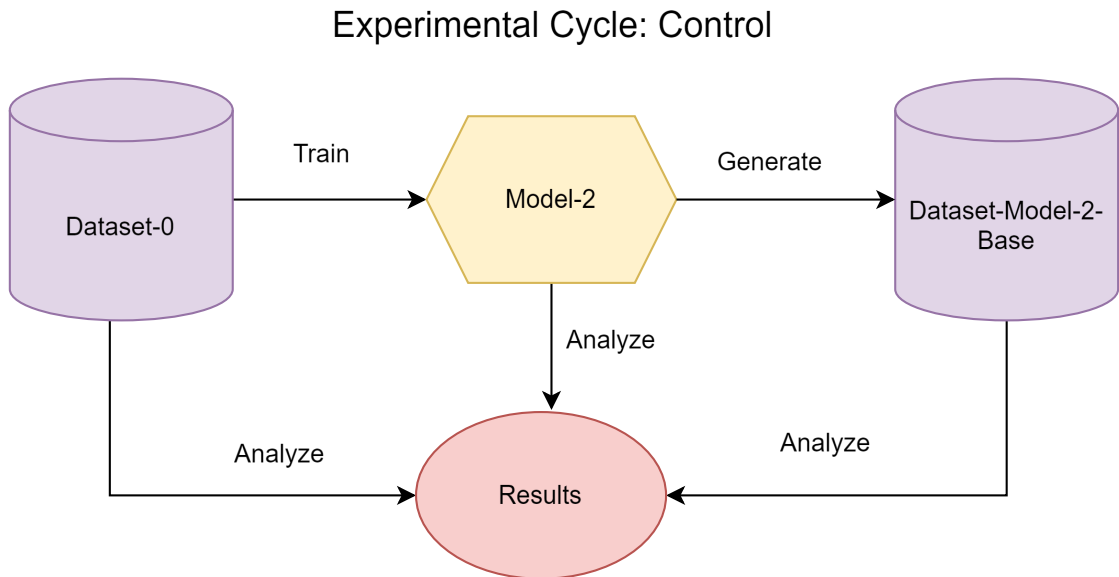 Experimental Cycle: Control
Train
Generate
Dataset-0
Model-2
Dataset-Model-2-
Base
Analyze
Analyze
Analyze
Results